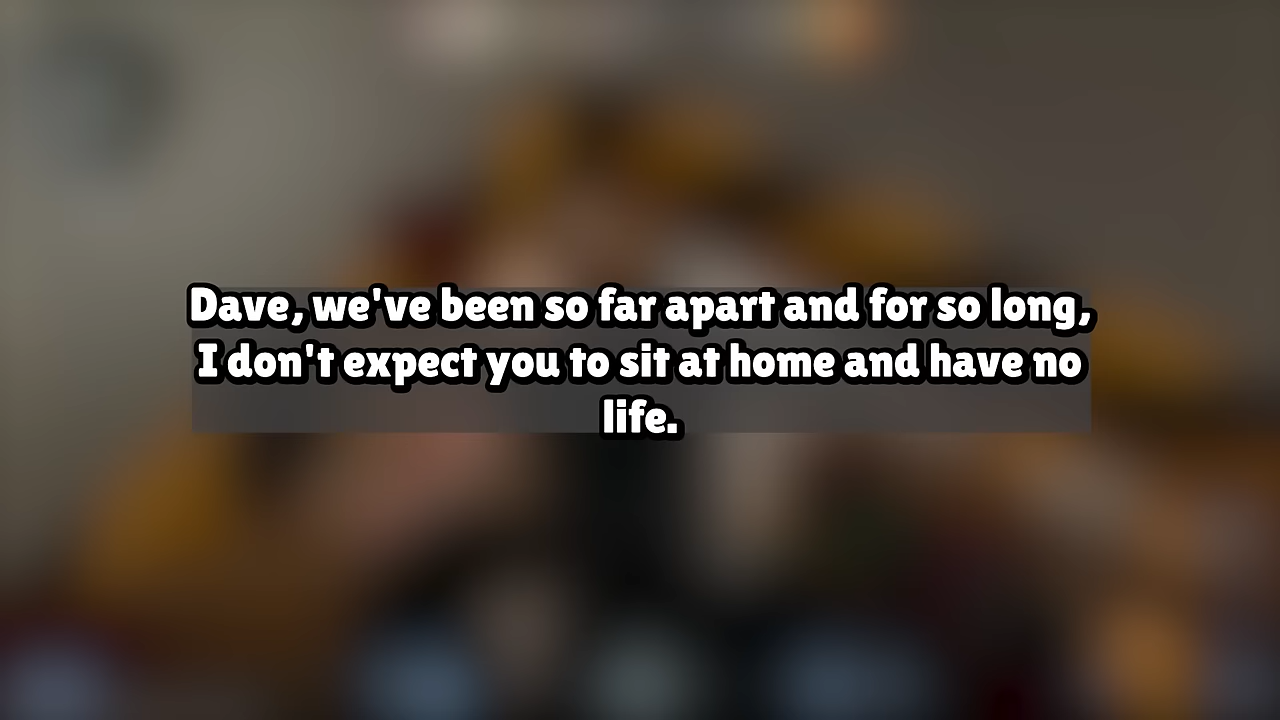 Dave, we've been so far apart and for so long,
I don't expect you to sit at home and have no
life.